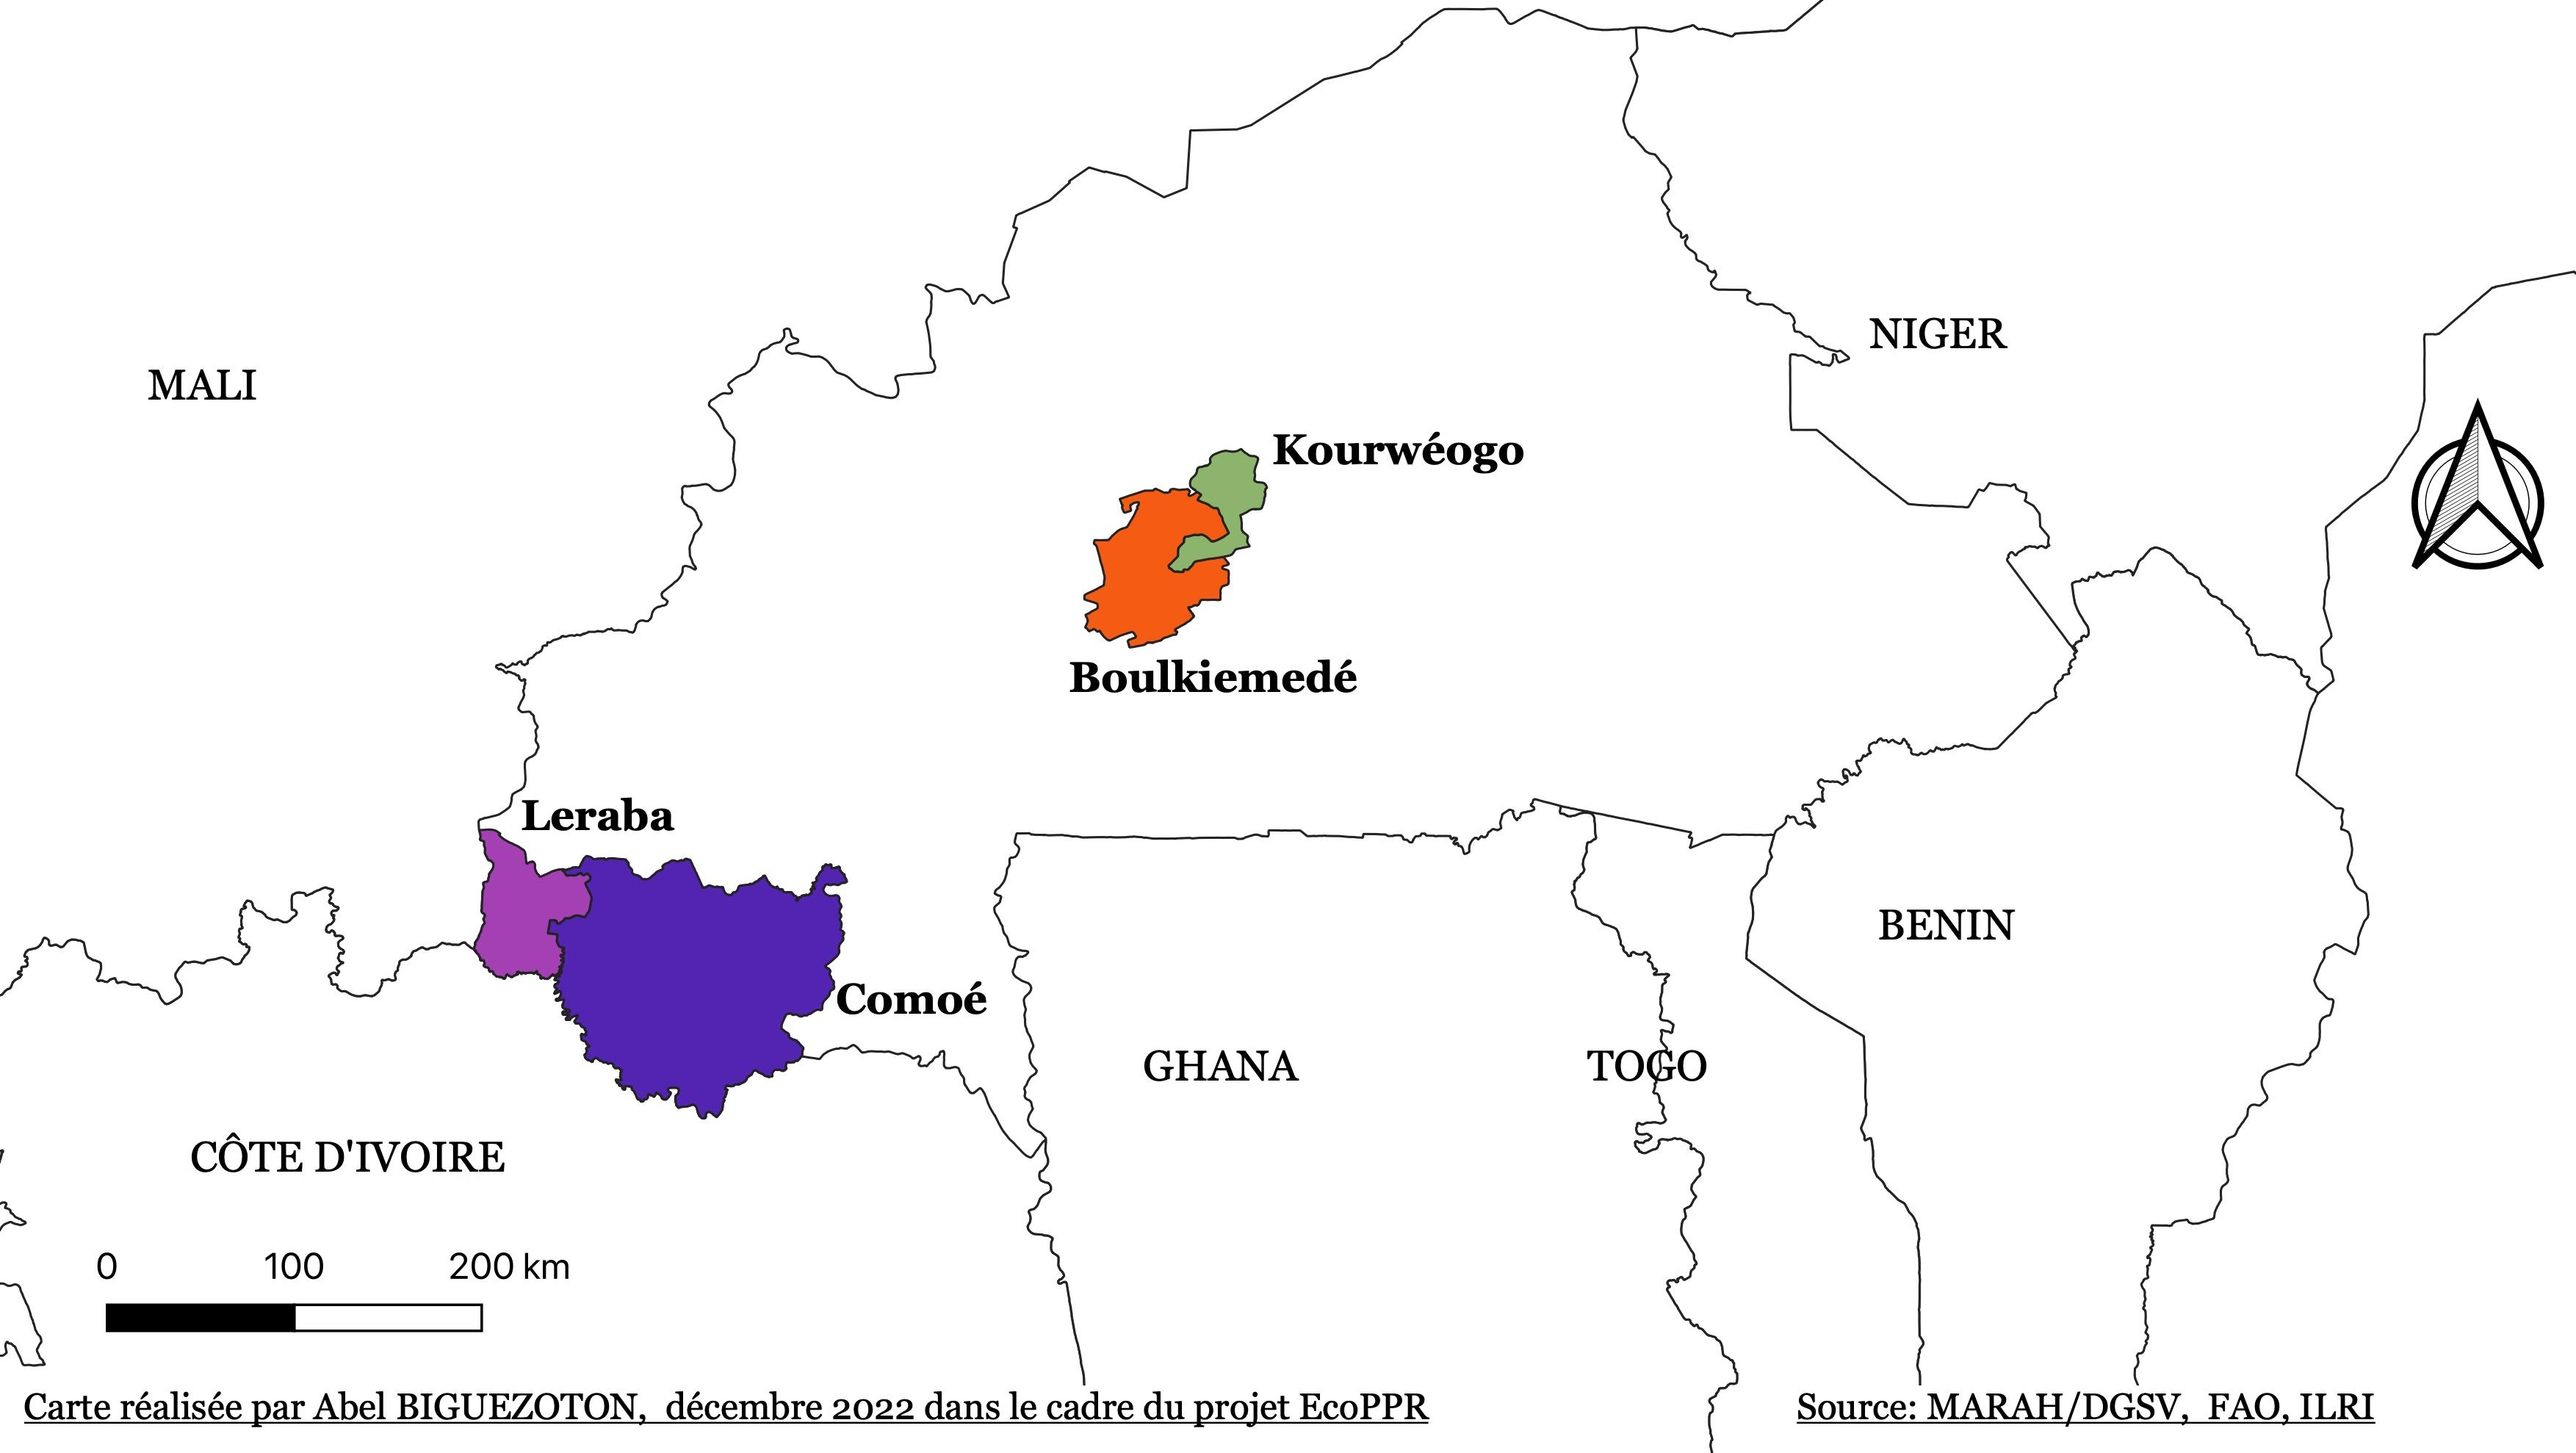 NIGER
MALI
Kourwéogo
Boulkiemedé
Leraba
BENIN
Comoé
GHANA
TOGO
CÔTE D'IVOIRE
0 100 200 km
Carte réalisée par Abel BIGUEZOTON, décembre 2022 dans le cadre du projet EcoPPR
Source: MARAH/DGSV, FAO, ILRI